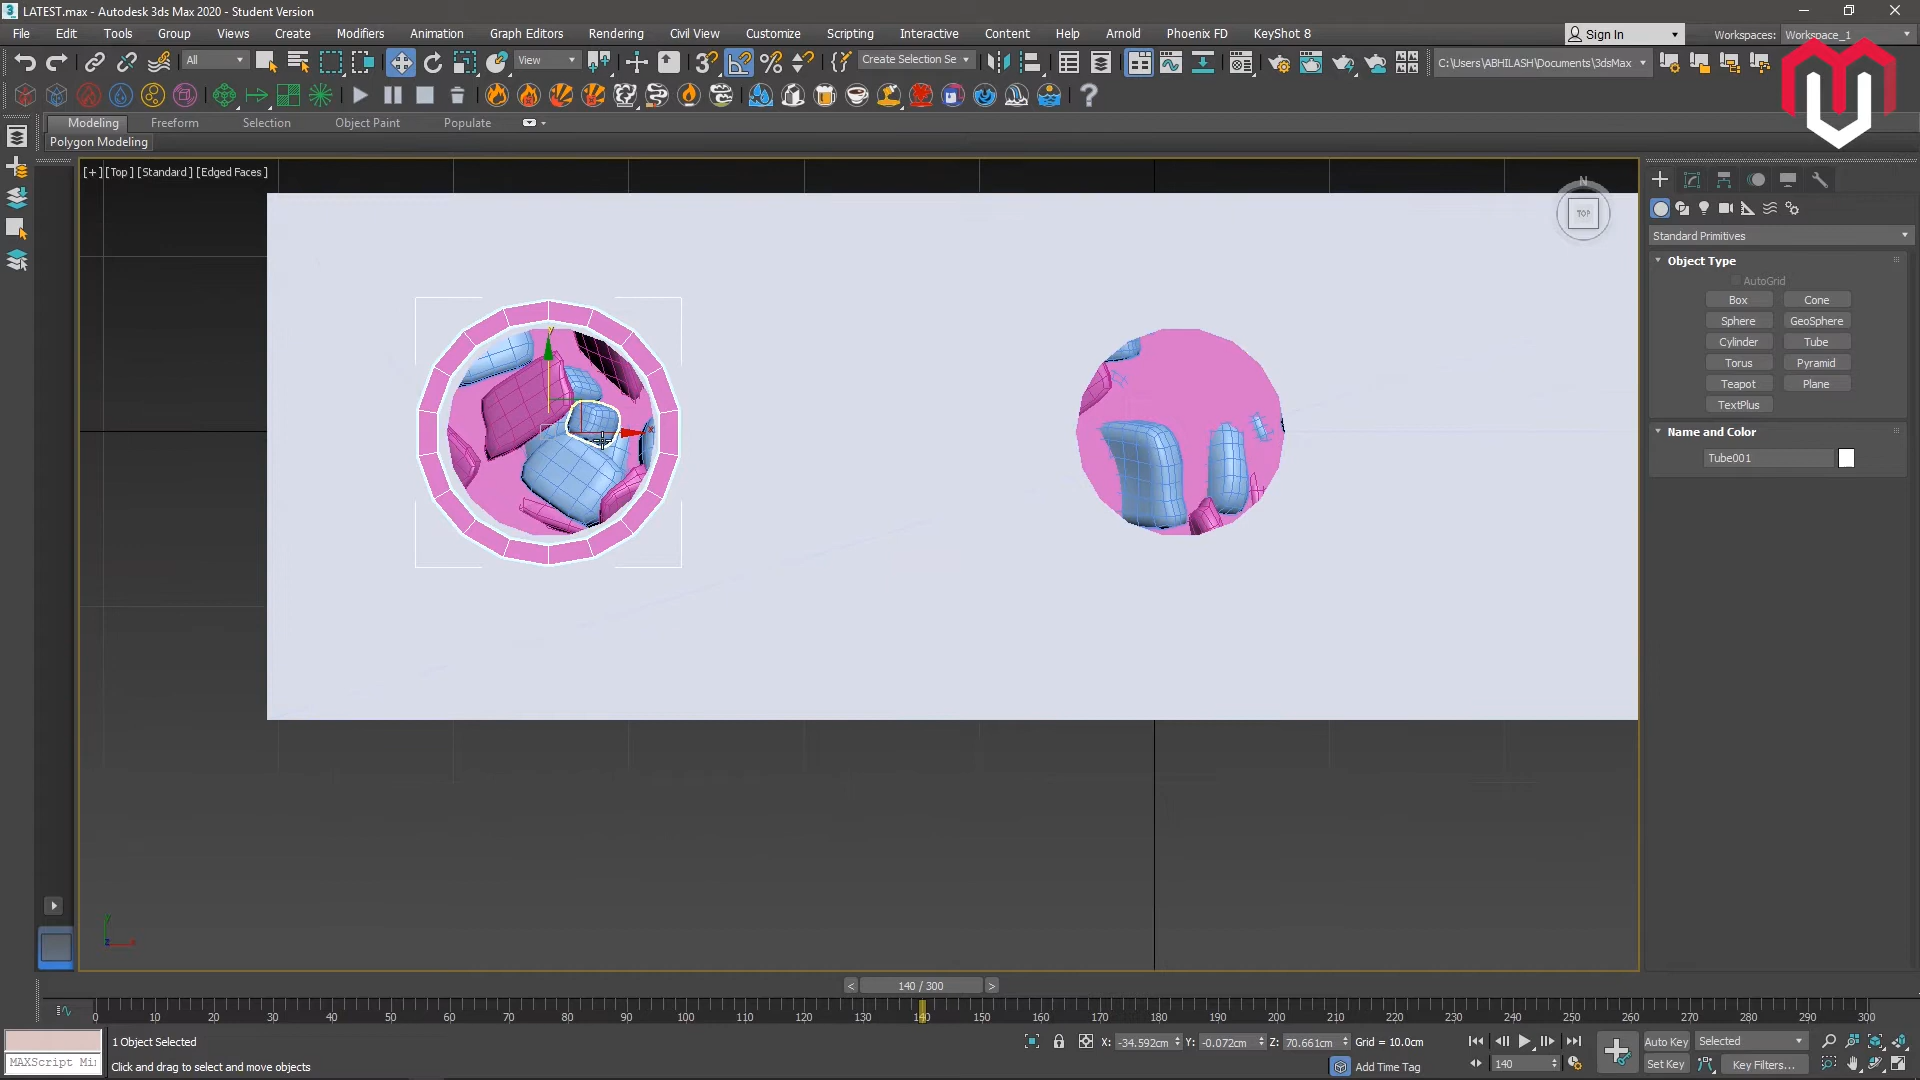 LATEST.max - Autodesk 3ds Max 2020 - Student Version
File Edit Tools Group Views Create Modifiers Animation Graph Editors Rendering Civil View Customize Scripting Interactive Content Help Arnold Phoenix FD KeyShot 8 Sign In Workspaces: Workspace_1
All View Create Selection Se C:\Users\ABHILASH\Documents\3dsMax
Modeling Freeform Selection Object Paint Populate
Polygon Modeling
[+] [Top] [Standard] [Edged Faces]
N
TOP
Standard Primitives
Object Type
AutoGrid
Box Cone
Sphere GeoSphere
Cylinder Tube
Torus Pyramid
Teapot Plane
TextPlus
Name and Color
Tube001
y
x
y
z x
< 140 / 300 >
0 10 20 30 40 50 60 70 80 90 100 110 120 130 140 150 160 170 180 190 200 210 220 230 240 250 260 270 280 290 300
1 Object Selected X: -34.592cm Y: -0.072cm Z: 70.661cm Grid = 10.0cm Auto Key Selected
MAXScript Mi Click and drag to select and move objects Add Time Tag 140 Set Key Key Filters...